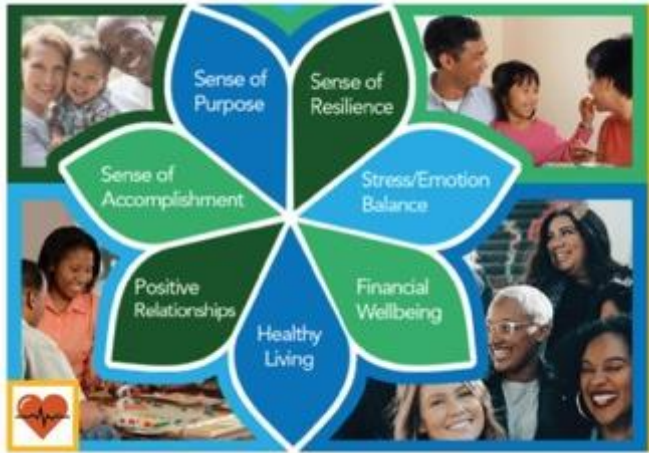 Sense of
Purpose
Sense of
Resilience
Sense of
Accomplishment
Stress/Emotion
Balance
Positive
Relationships
Financial
Wellbeing
Healthy
Living